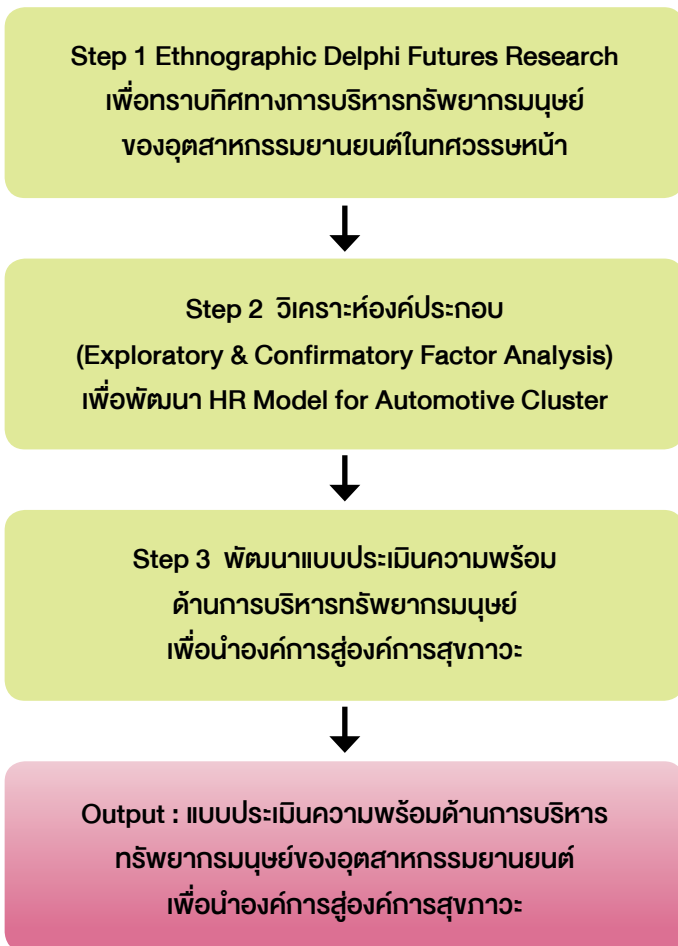 Step 1 Ethnographic Delphi Futures Research
เพื่อทราบทิศทางการบริหารทรัพยากรมนุษย์
ของอุตสาหกรรมยานยนต์ในทศวรรษหน้า
Step 2 วิเคราะห์องค์ประกอบ
(Exploratory & Confirmatory Factor Analysis)
เพื่อพัฒนา HR Model for Automotive Cluster
Step 3 พัฒนาแบบประเมินความพร้อม
ด้านการบริหารทรัพยากรมนุษย์
เพื่อนำองค์การสู่องค์การสุขภาวะ
Output : แบบประเมินความพร้อมด้านการบริหาร
ทรัพยากรมนุษย์ของอุตสาหกรรมยานยนต์
เพื่อนำองค์การสู่องค์การสุขภาวะ